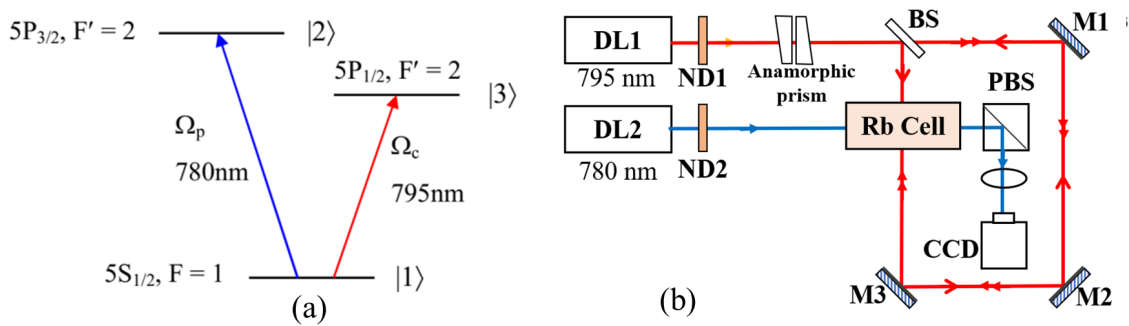 5P3/2, F′ = 2
|2⟩
5P1/2, F′ = 2
|3⟩
Ωp
780nm
Ωc
795nm
5S1/2, F = 1
|1⟩
(a)
BS
M1
DL1
ND1
795 nm
Anamorphic
prism
PBS
DL2
Rb Cell
780 nm
ND2
CCD
M3
M2
(b)